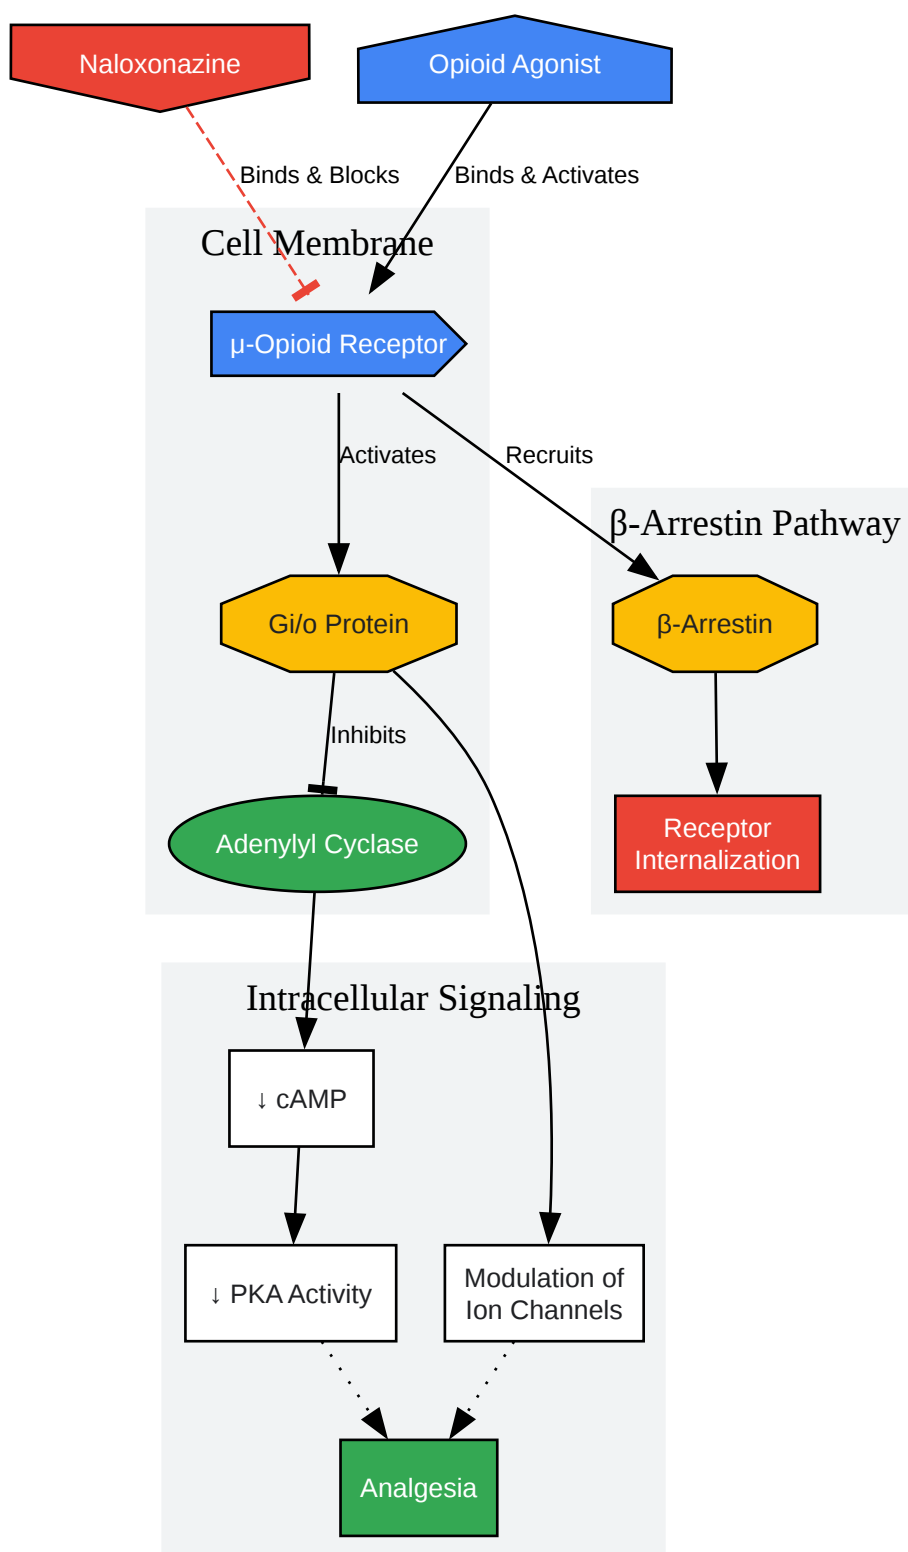 Naloxonazine
Opioid Agonist
Binds & Blocks
Binds & Activates
Cell Membrane
μ-Opioid Receptor
Activates
Recruits
β-Arrestin Pathway
Gi/o Protein
β-Arrestin
Inhibits
Adenylyl Cyclase
Receptor
Internalization
Intracellular Signaling
↓ cAMP
↓ PKA Activity
Modulation of
Ion Channels
Analgesia